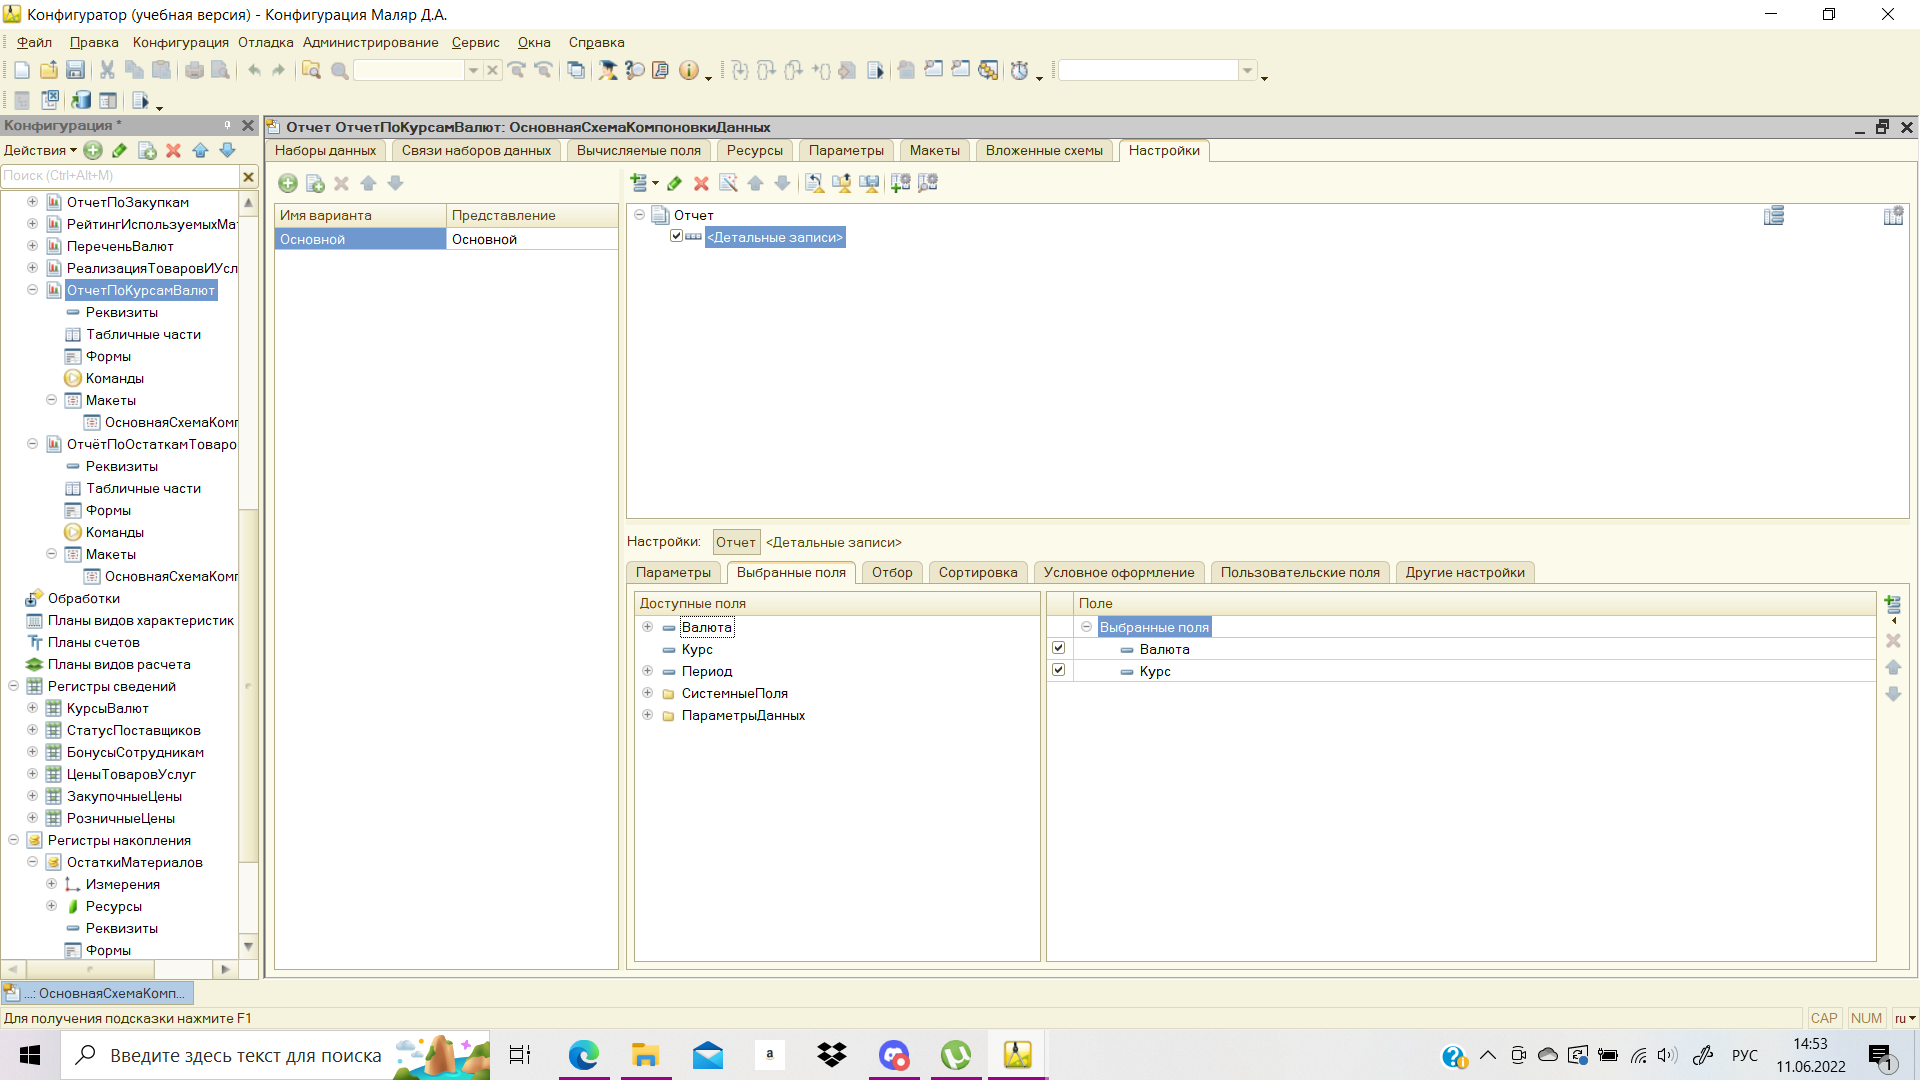 Конфигуратор (учебная версия) - Конфигурация Маляр Д.А.
Файл Правка Конфигурация Отладка Администрирование Сервис Окна Справка
Конфигурация *
Действия
Поиск (Ctrl+Alt+M)
ОтчетПоЗакупкам
РейтингИспользуемыхМат
ПереченьВалют
РеализацияТоваровИУсл
ОтчетПоКурсамВалют
Реквизиты
Табличные части
Формы
Команды
Макеты
ОсновнаяСхемаКомп
ОтчётПоОстаткамТоваро
Реквизиты
Табличные части
Формы
Команды
Макеты
ОсновнаяСхемаКомп
Обработки
Планы видов характеристик
Планы счетов
Планы видов расчета
Регистры сведений
КурсыВалют
СтатусПоставщиков
БонусыСотрудникам
ЦеныТоваровУслуг
ЗакупочныеЦены
РозничныеЦены
Регистры накопления
ОстаткиМатериалов
Измерения
Ресурсы
Реквизиты
Формы
Отчет ОтчетПоКурсамВалют: ОсновнаяСхемаКомпоновкиДанных
Наборы данных Связи наборов данных Вычисляемые поля Ресурсы Параметры Макеты Вложенные схемы Настройки
Имя варианта Представление
Основной Основной
Отчет
<Детальные записи>
Настройки: Отчет <Детальные записи>
Параметры Выбранные поля Отбор Сортировка Условное оформление Пользовательские поля Другие настройки
Доступные поля
Валюта
Курс
Период
СистемныеПоля
ПараметрыДанных
Поле
Выбранные поля
Валюта
Курс
...: ОсновнаяСхемаКомп...
Для получения подсказки нажмите F1
CAP NUM ru
Введите здесь текст для поиска
a
РУС
14:53
11.06.2022
1